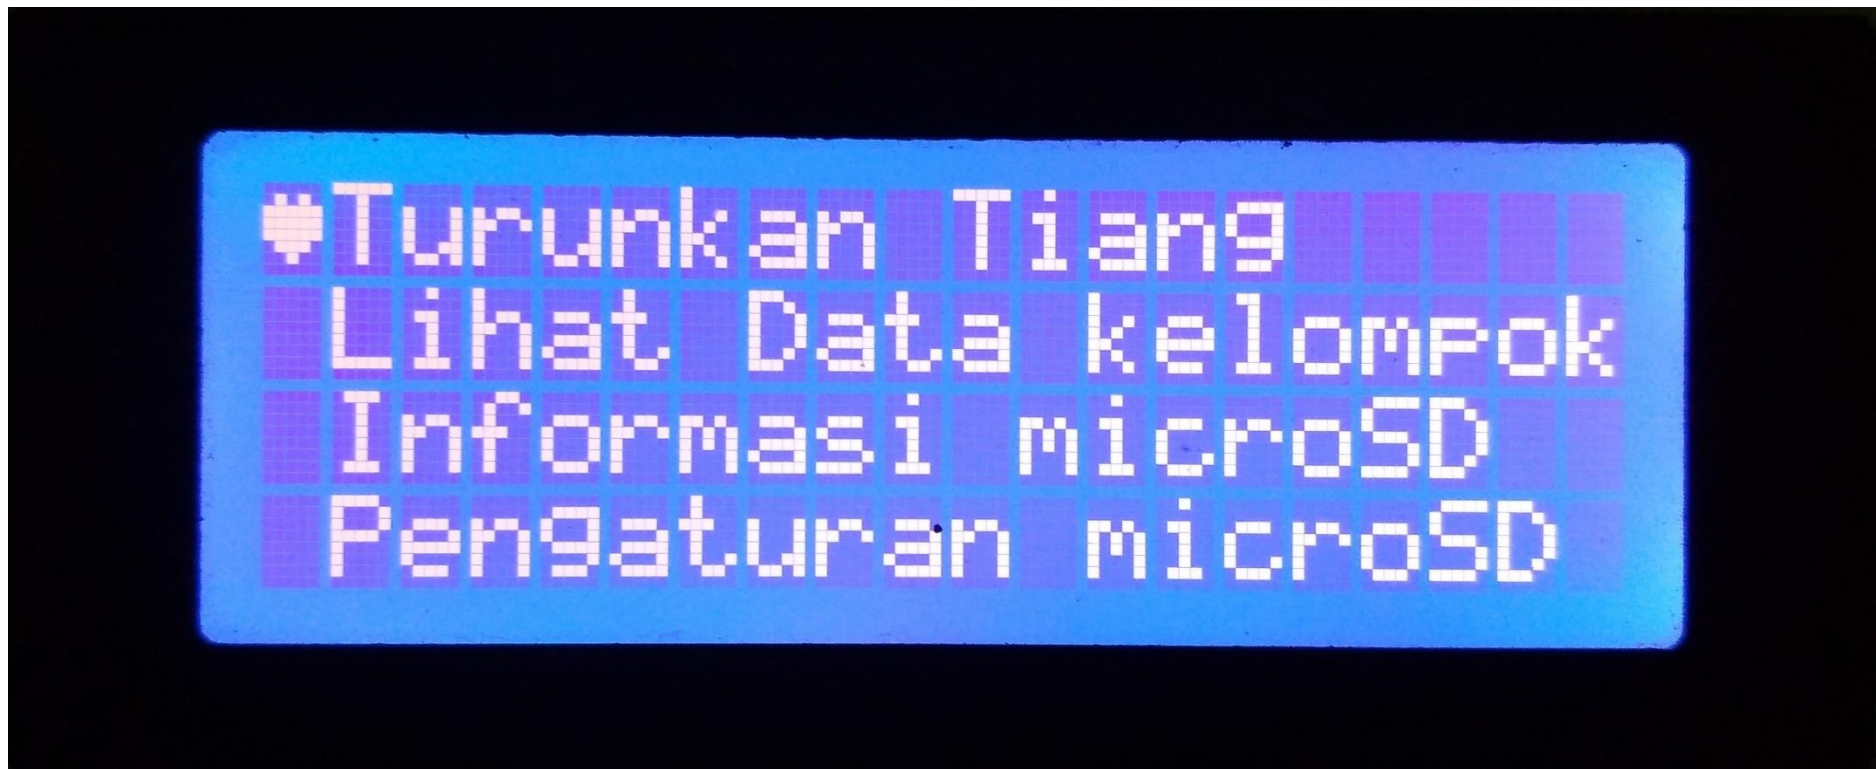 ♥Turunkan Tiang
Lihat Data kelompok
Informasi microSD
Pengaturan microSD